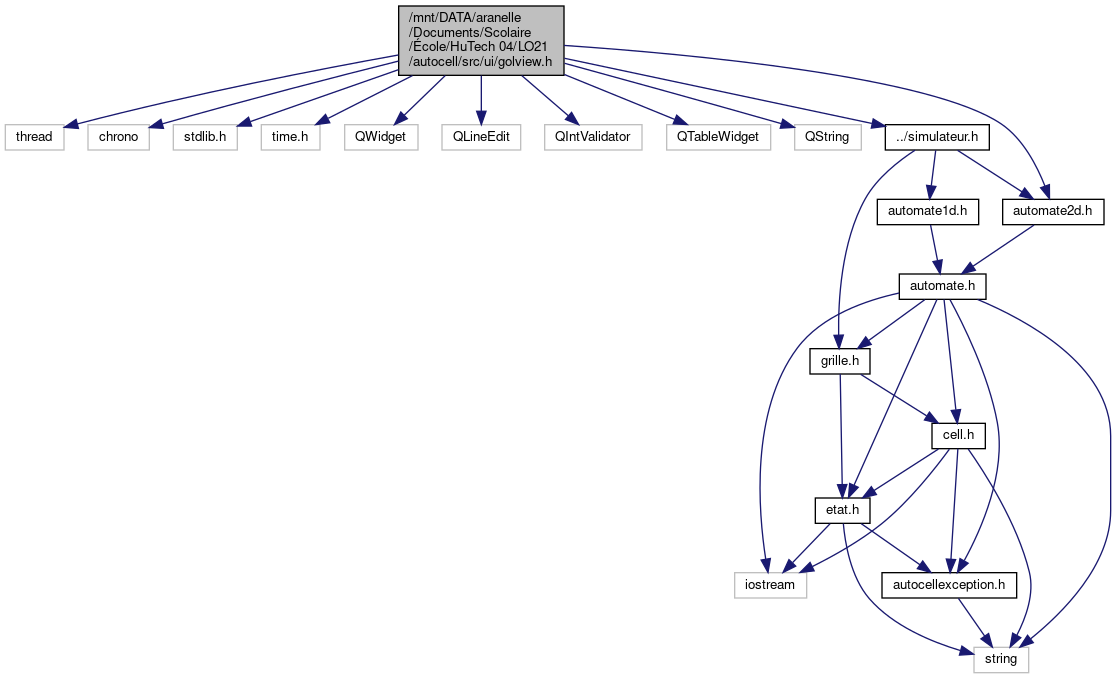 /mnt/DATA/aranelle
/Documents/Scolaire
/École/HuTech 04/LO21
/autocell/src/ui/golview.h
thread
chrono
stdlib.h
time.h
QWidget
QLineEdit
QIntValidator
QTableWidget
QString
../simulateur.h
automate1d.h
automate2d.h
automate.h
grille.h
cell.h
etat.h
iostream
autocellexception.h
string